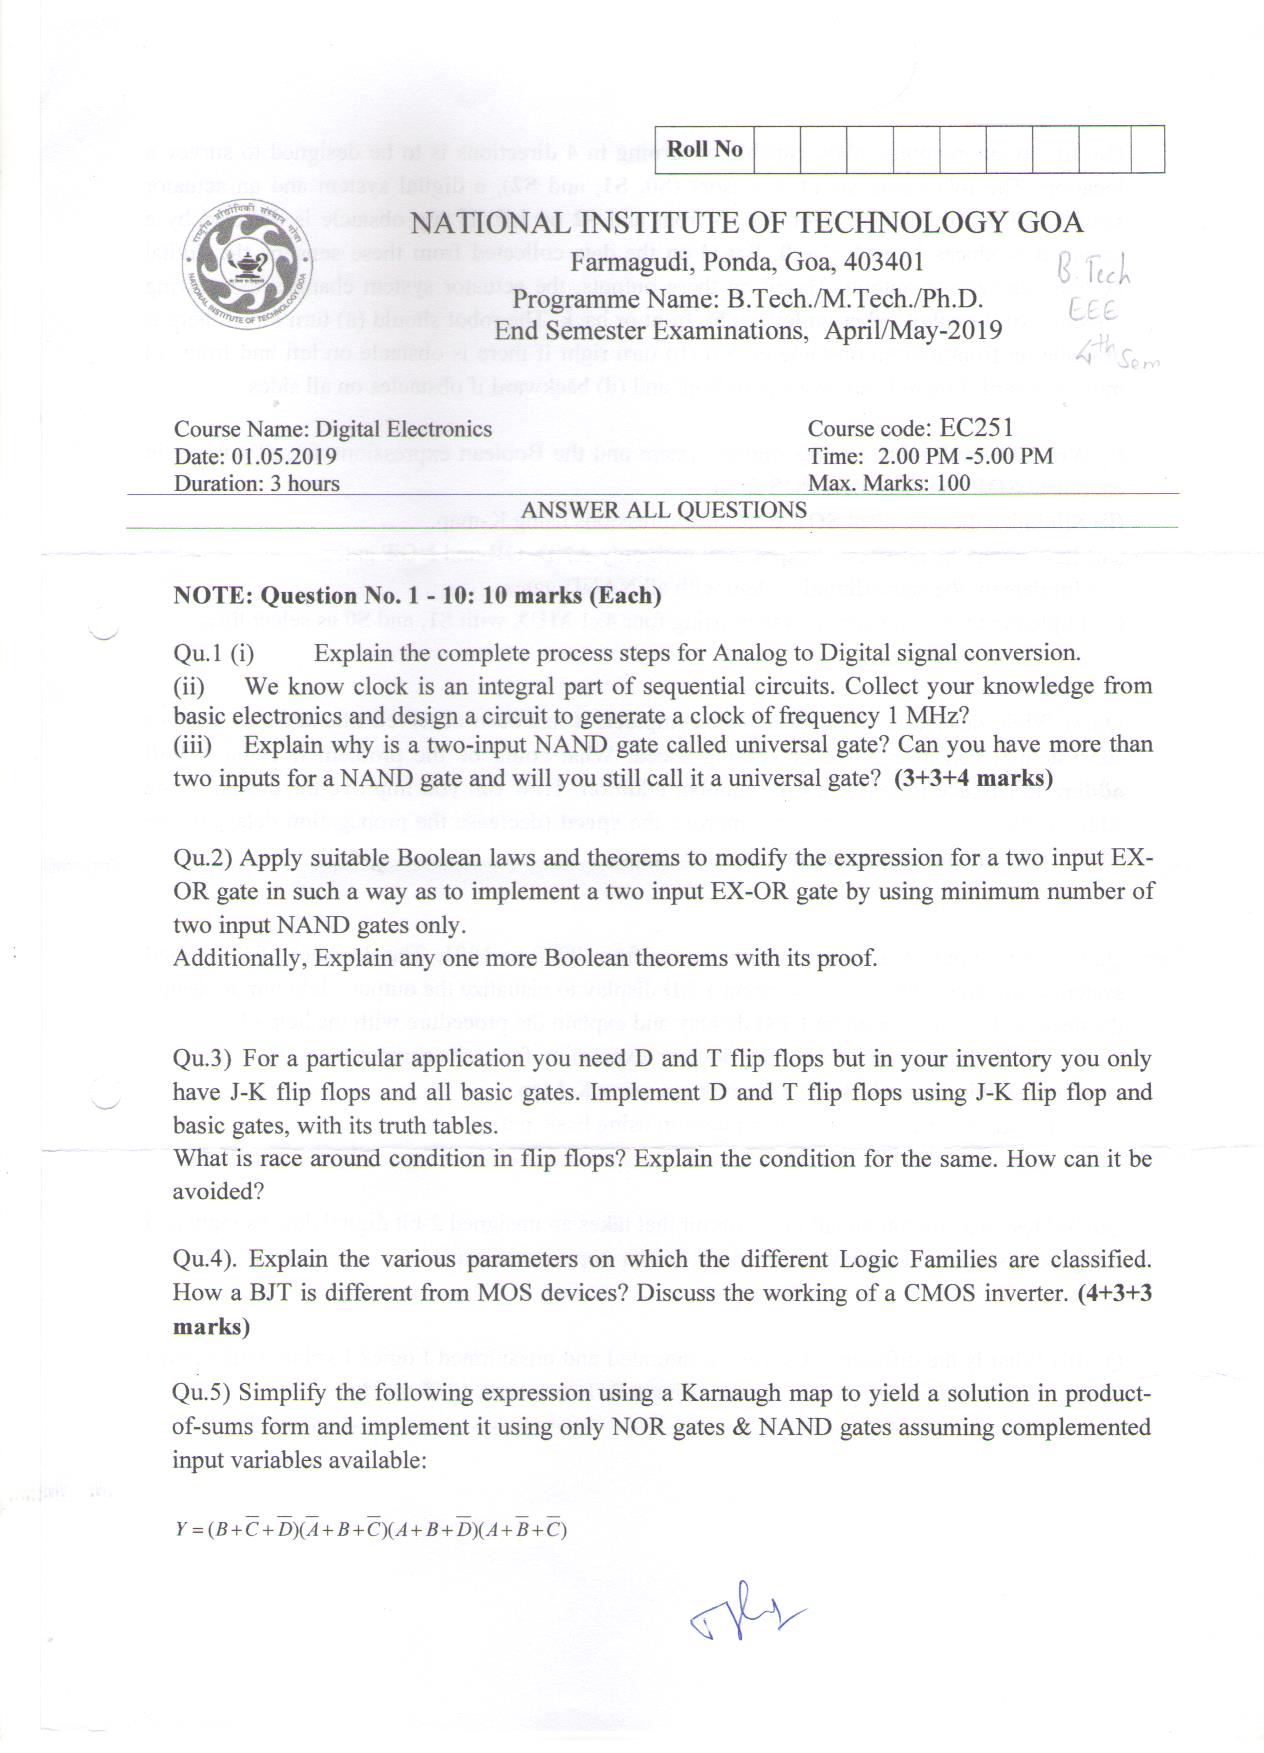 Roll No
NATIONAL INSTITUTE OF TECHNOLOGY GOA
Farmagudi, Ponda, Goa, 403401
B.Tech
Programme Name: B.Tech./M.Tech./Ph.D.
EEE
End Semester Examinations, April/May-2019
4th Sem
राष्ट्रीय प्रौद्योगिकी संस्थान गोवा
NATIONAL INSTITUTE OF TECHNOLOGY GOA
Course Name: Digital Electronics
Course code: EC251
Date: 01.05.2019
Time: 2.00 PM -5.00 PM
Duration: 3 hours
Max. Marks: 100
ANSWER ALL QUESTIONS
NOTE: Question No. 1 - 10: 10 marks (Each)
Qu.1 (i) Explain the complete process steps for Analog to Digital signal conversion.
(ii) We know clock is an integral part of sequential circuits. Collect your knowledge from
basic electronics and design a circuit to generate a clock of frequency 1 MHz?
(iii) Explain why is a two-input NAND gate called universal gate? Can you have more than
two inputs for a NAND gate and will you still call it a universal gate? (3+3+4 marks)
Qu.2) Apply suitable Boolean laws and theorems to modify the expression for a two input EX-
OR gate in such a way as to implement a two input EX-OR gate by using minimum number of
two input NAND gates only.
Additionally, Explain any one more Boolean theorems with its proof.
Qu.3) For a particular application you need D and T flip flops but in your inventory you only
have J-K flip flops and all basic gates. Implement D and T flip flops using J-K flip flop and
basic gates, with its truth tables.
What is race around condition in flip flops? Explain the condition for the same. How can it be
avoided?
Qu.4). Explain the various parameters on which the different Logic Families are classified.
How a BJT is different from MOS devices? Discuss the working of a CMOS inverter. (4+3+3
marks)
Qu.5) Simplify the following expression using a Karnaugh map to yield a solution in product-
of-sums form and implement it using only NOR gates & NAND gates assuming complemented
input variables available:
Y = (B + C̅ + D̅)(A̅ + B + C̅)(A + B + D̅)(A + B̅ + C̅)